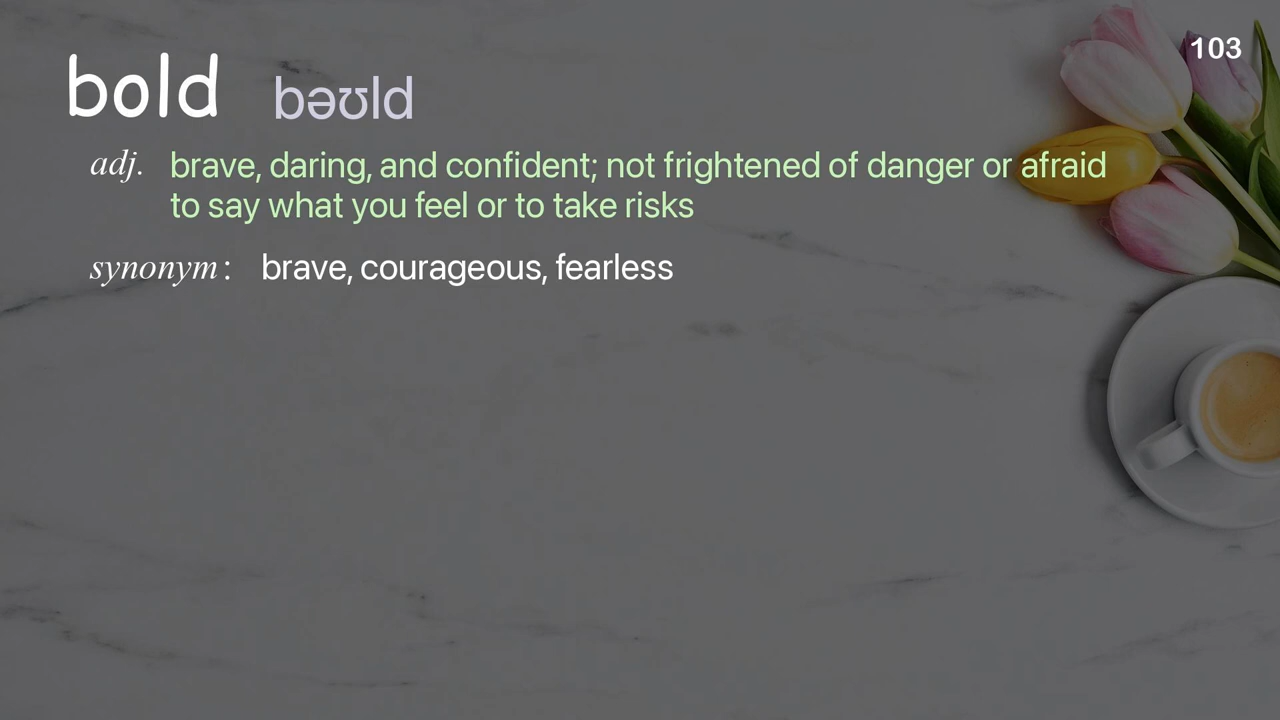 103
bold bəʊld
adj. brave, daring, and confident; not frightened of danger or afraid
to say what you feel or to take risks
synonym: brave, courageous, fearless